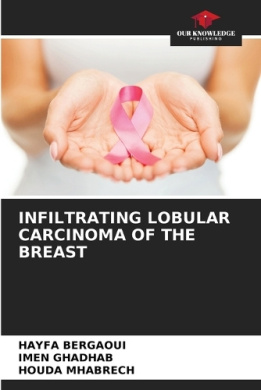 OUR KNOWLEDGE
PUBLISHING
INFILTRATING LOBULAR
CARCINOMA OF THE
BREAST
HAYFA BERGAOUI
IMEN GHADHAB
HOUDA MHABRECH